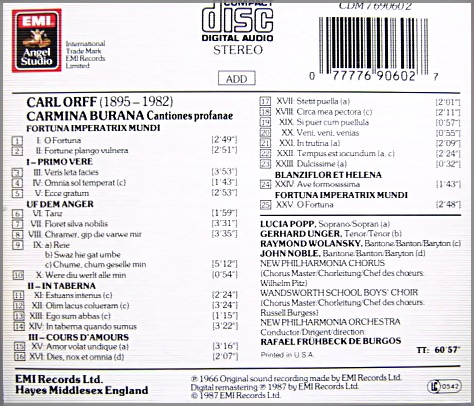 COMPACT
disc
DIGITAL AUDIO
STEREO
ADD
CDM 7 69060 2
0 77776 90602 7
EMI
Angel
Studio
International
Trade Mark
EMI Records
Limited
CARL ORFF (1895–1982)
CARMINA BURANA Cantiones profanae
FORTUNA IMPERATRIX MUNDI
1 I: O Fortuna [2'49"]
2 II: Fortune plango vulnera [2'51"]
I – PRIMO VERE
3 III: Veris leta facies [3'53"]
4 IV: Omnia sol temperat (c) [1'43"]
5 V: Ecce gratum [2'53"]
UF DEM ANGER
6 VI: Tanz [1'59"]
7 VII: Floret silva nobilis [3'31"]
8 VIII: Chramer, gip die varwe mir [3'35"]
9 IX: a) Reie
b) Swaz hie gat umbe
c) Chume, chum geselle min [5'12"]
10 X: Were diu werlt alle min [0'54"]
II – IN TABERNA
11 XI: Estuans interius (c) [2'24"]
12 XII: Olim lacus colueram (c) [3'24"]
13 XIII: Ego sum abbas (c) [1'15"]
14 XIV: In taberna quando sumus [3'22"]
III – COURS D'AMOURS
15 XV: Amor volat undique (a) [3'16"]
16 XVI: Dies, nox et omnia (d) [2'07"]
17 XVII: Stetit puella (a) [2'01"]
18 XVIII: Circa mea pectora (c) [2'11"]
19 XIX: Si puer cum puellula [0'57"]
20 XX: Veni, veni, venias [0'55"]
21 XXI: In trutina (a) [2'09"]
22 XXII: Tempus est iocundum (a, c) [2'24"]
23 XXIII: Dulcissime (a) [0'32"]
BLANZIFLOR ET HELENA
24 XXIV: Ave formosissima [1'43"]
FORTUNA IMPERATRIX MUNDI
25 XXV O Fortuna [2'48"]
LUCIA POPP, Soprano/Sopran (a)
GERHARD UNGER, Tenor/Ténor (b)
RAYMOND WOLANSKY, Baritone/Bariton/Baryton (c)
JOHN NOBLE, Baritone/Bariton/Baryton (d)
NEW PHILHARMONIA CHORUS
(Chorus Master/Chorleitung/Chef des chœurs:
Wilhelm Pitz)
WANDSWORTH SCHOOL BOYS' CHOIR
(Chorus Master/Chorleitung/Chef des chœurs:
Russell Burgess)
NEW PHILHARMONIA ORCHESTRA
Conductor/Dirigent/direction:
RAFAEL FRÜHBECK DE BURGOS
Printed in U.S.A. TT: 60'57"
EMI Records Ltd.
Hayes Middlesex England
℗ 1966 Original sound recording made by EMI Records Ltd.
Digital remastering ℗ 1987 by EMI Records Ltd.
© 1987 EMI Records Ltd.
LC 0542